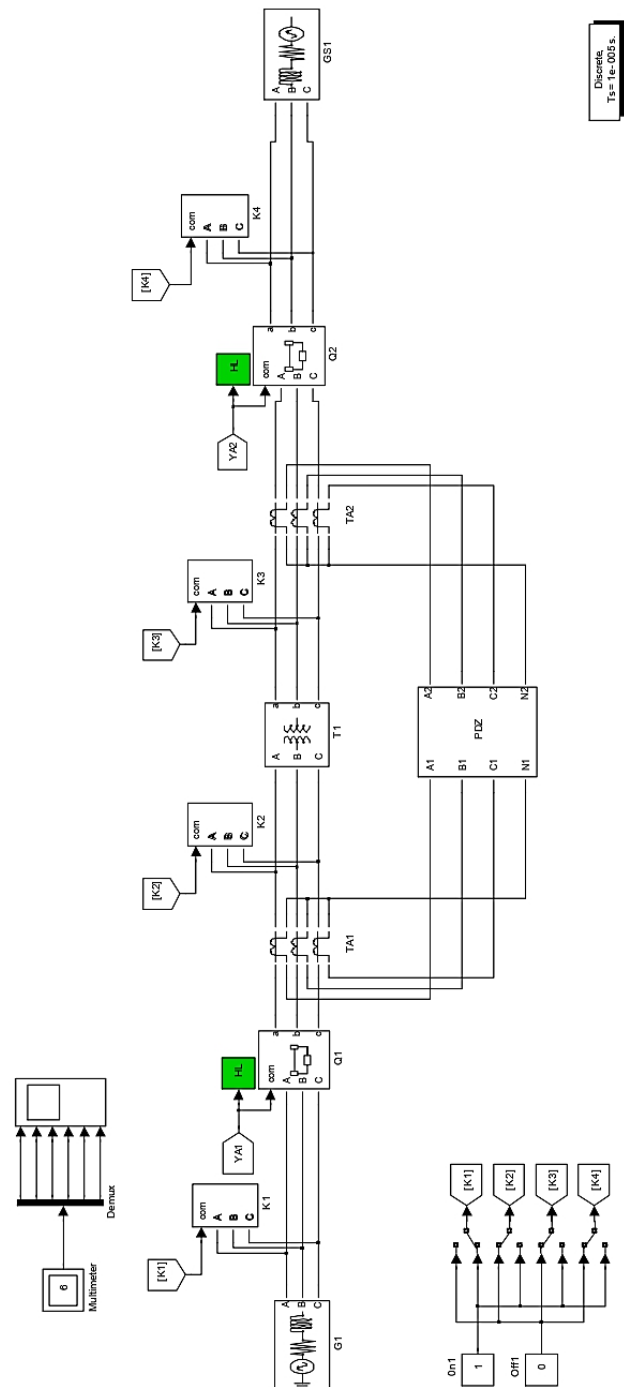 6
Multimeter
Demux
[K1]
[K2]
[K3]
[K4]
com
A
B
C
K1
com
A
B
C
K2
com
A
B
C
K3
com
A
B
C
K4
YA1
HL
YA2
HL
A
B
C
G1
com
A
B
C
a
b
c
Q1
TA1
A
B
C
a
b
c
T1
TA2
com
A
B
C
a
b
c
Q2
A
B
C
GS1
A1
B1
C1
N1
PDZ
A2
B2
C2
N2
0n1
1
Off1
0
[K1]
[K2]
[K3]
[K4]
Discrete,
Ts = 1e-005 s.